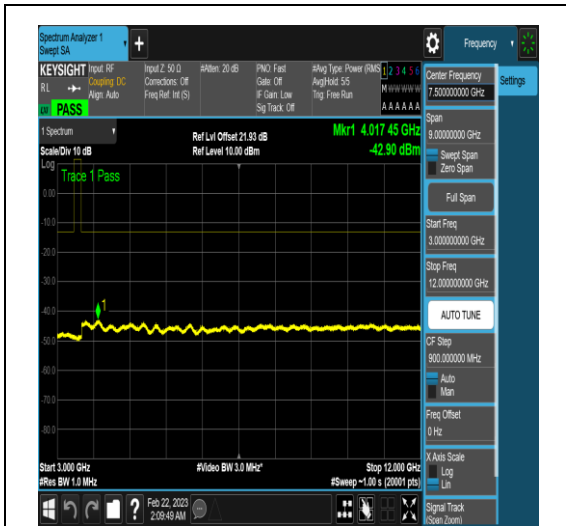 Spectrum Analyzer 1
Swept SA
Frequency
KEYSIGHT
RL
PASS
Input: RF
Coupling: DC
Align: Auto
Input Z: 50 Ω
Corrections: Off
Freq Ref: Int (S)
#Atten: 20 dB
PNO: Fast
Gate: Off
IF Gain: Low
Sig Track: Off
#Avg Type: Power (RMS
Avg|Hold: 5/5
Trig: Free Run
1 2 3 4 5 6
M W W W W W
A A A A A A
1 Spectrum
Scale/Div 10 dB
Ref Lvl Offset 21.93 dB
Ref Level 10.00 dBm
Mkr1 4.017 45 GHz
-42.90 dBm
Log
Trace 1 Pass
0.00
-10.0
-20.0
-30.0
-40.0
-50.0
-60.0
-70.0
-80.0
1
Start 3.000 GHz
#Res BW 1.0 MHz
#Video BW 3.0 MHz*
Stop 12.000 GHz
#Sweep ~1.00 s (20001 pts)
Center Frequency
7.500000000 GHz
Settings
Span
9.00000000 GHz
Swept Span
Zero Span
Full Span
Start Freq
3.000000000 GHz
Stop Freq
12.000000000 GHz
AUTO TUNE
CF Step
900.000000 MHz
Auto
Man
Freq Offset
0 Hz
X Axis Scale
Log
Lin
Signal Track
(Span Zoom)
?
Feb 22, 2023
2:09:49 AM